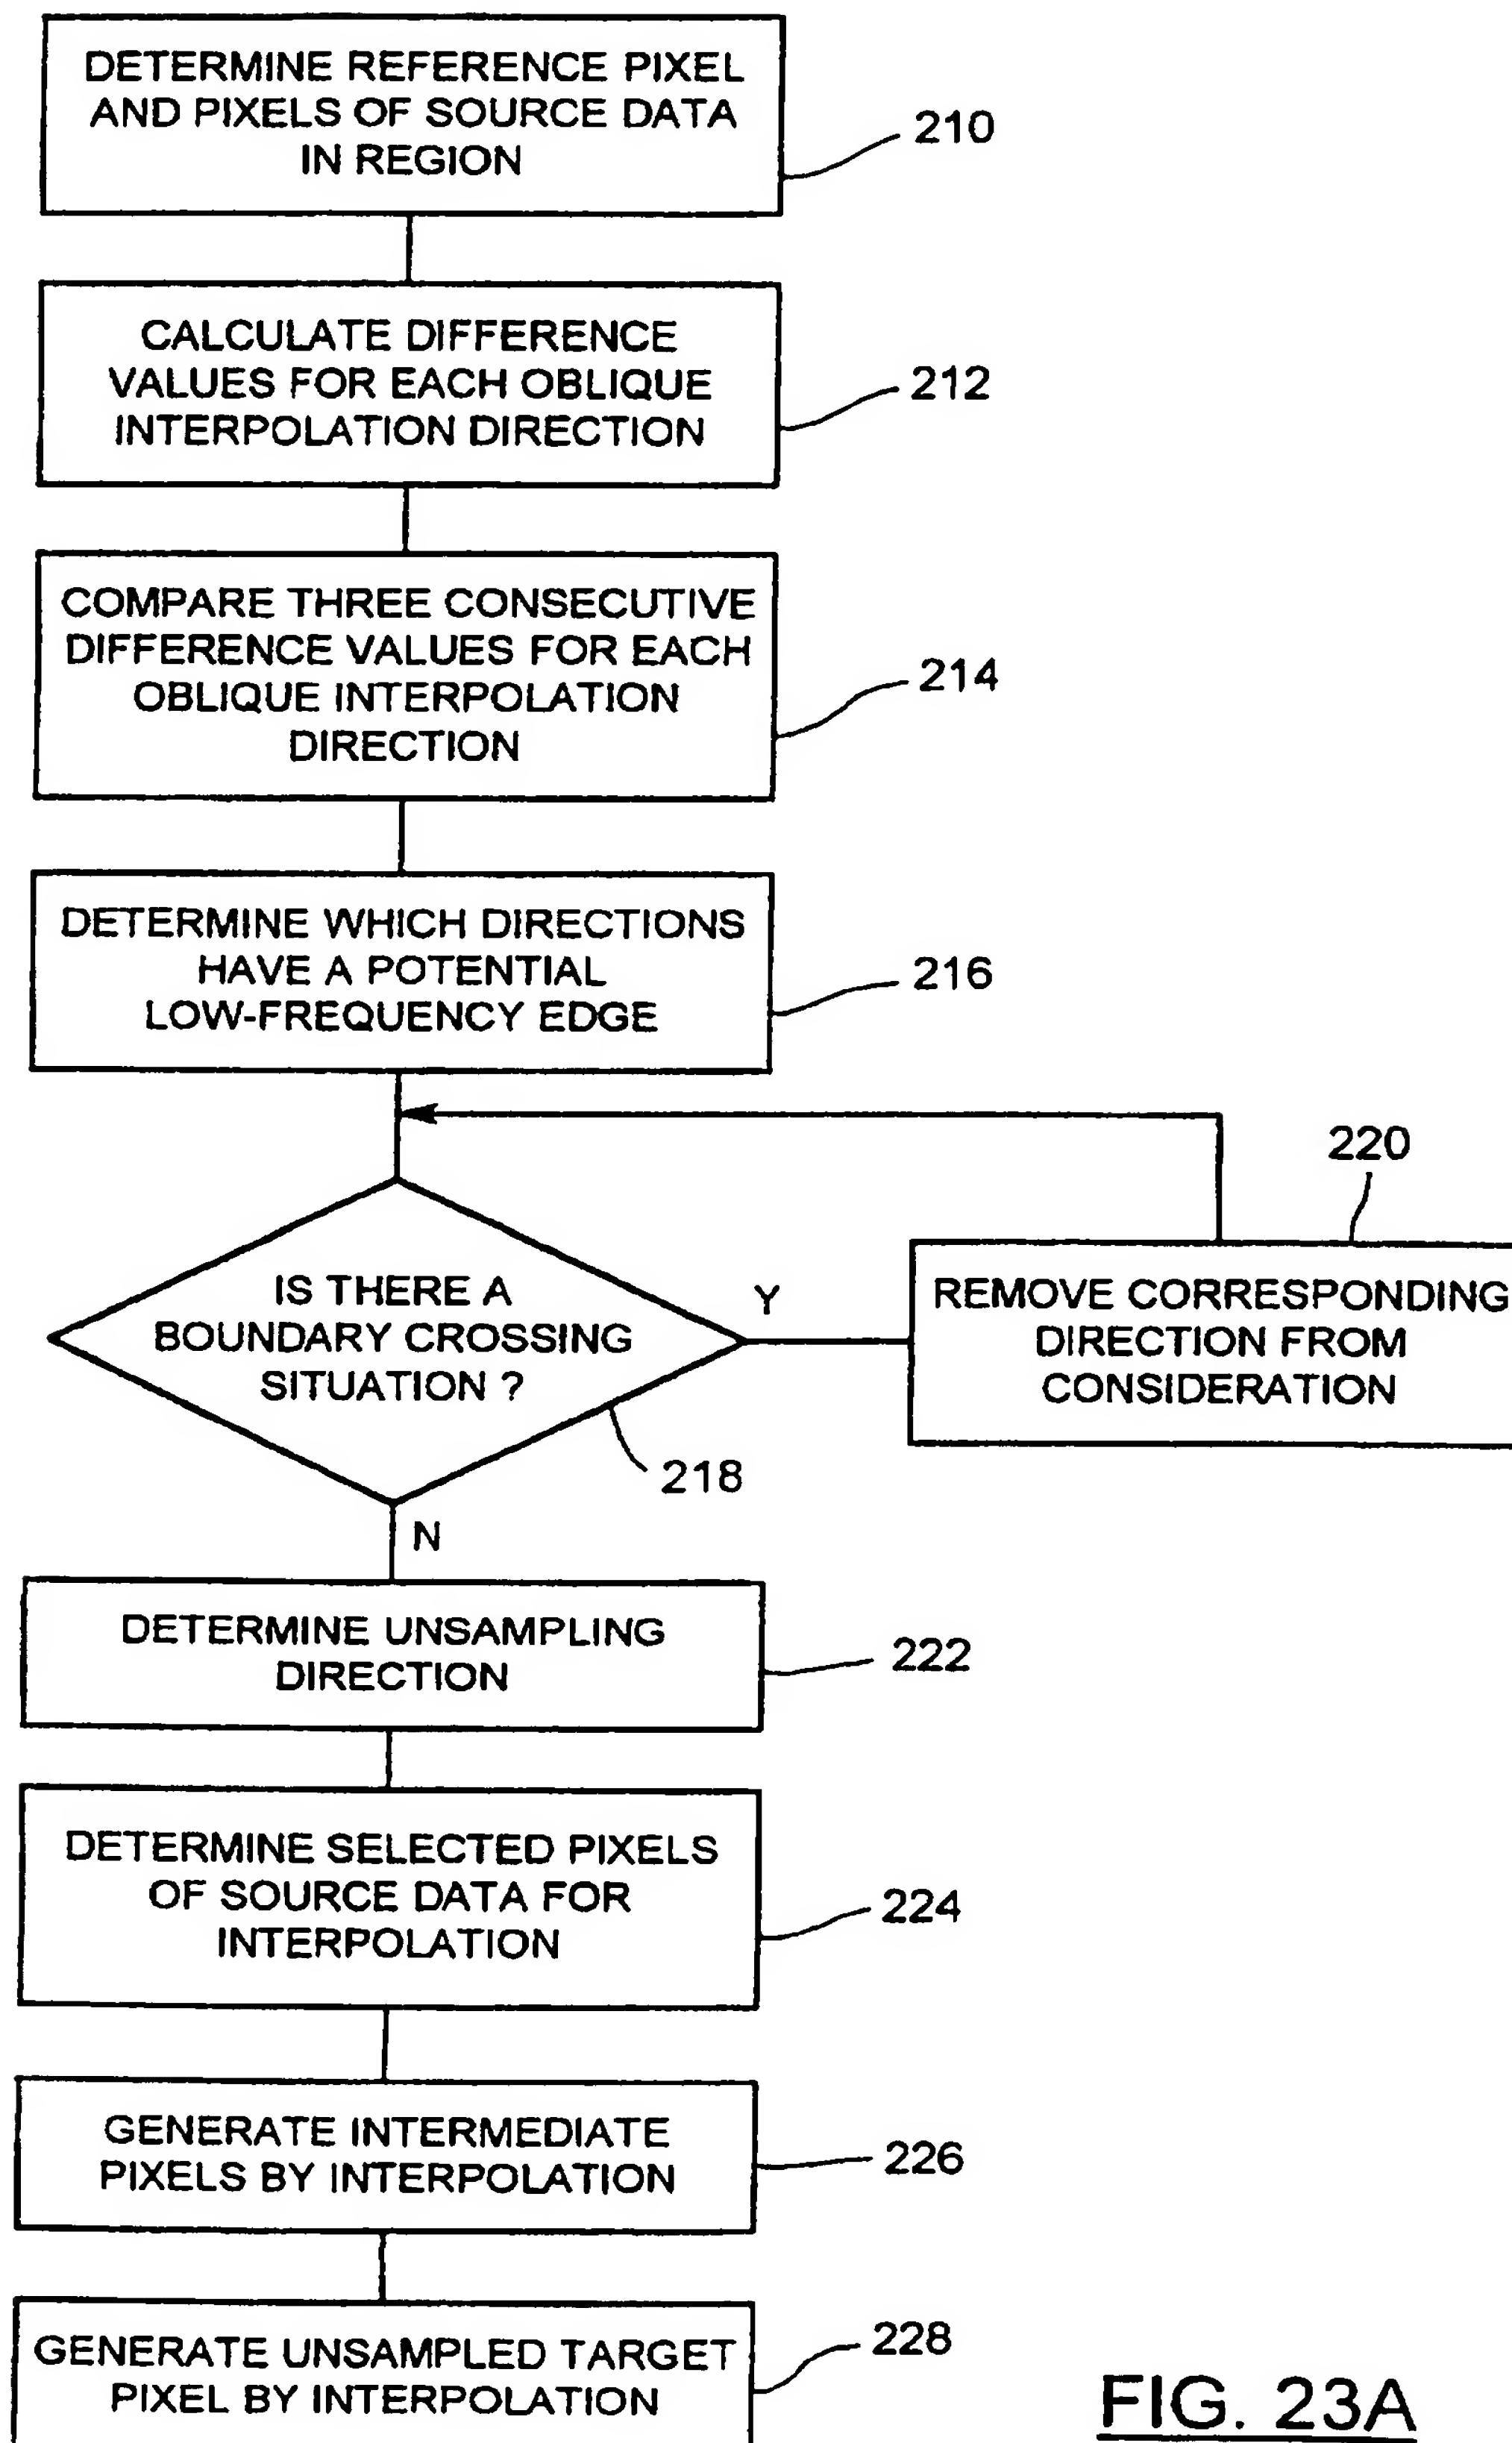 DETERMINE REFERENCE PIXEL
AND PIXELS OF SOURCE DATA
IN REGION
210
CALCULATE DIFFERENCE
VALUES FOR EACH OBLIQUE
INTERPOLATION DIRECTION
212
COMPARE THREE CONSECUTIVE
DIFFERENCE VALUES FOR EACH
OBLIQUE INTERPOLATION
DIRECTION
214
DETERMINE WHICH DIRECTIONS
HAVE A POTENTIAL
LOW-FREQUENCY EDGE
216
IS THERE A
BOUNDARY CROSSING
SITUATION ?
218
Y
220
REMOVE CORRESPONDING
DIRECTION FROM
CONSIDERATION
N
DETERMINE UNSAMPLING
DIRECTION
222
DETERMINE SELECTED PIXELS
OF SOURCE DATA FOR
INTERPOLATION
224
GENERATE INTERMEDIATE
PIXELS BY INTERPOLATION
226
GENERATE UNSAMPLED TARGET
PIXEL BY INTERPOLATION
228
FIG. 23A